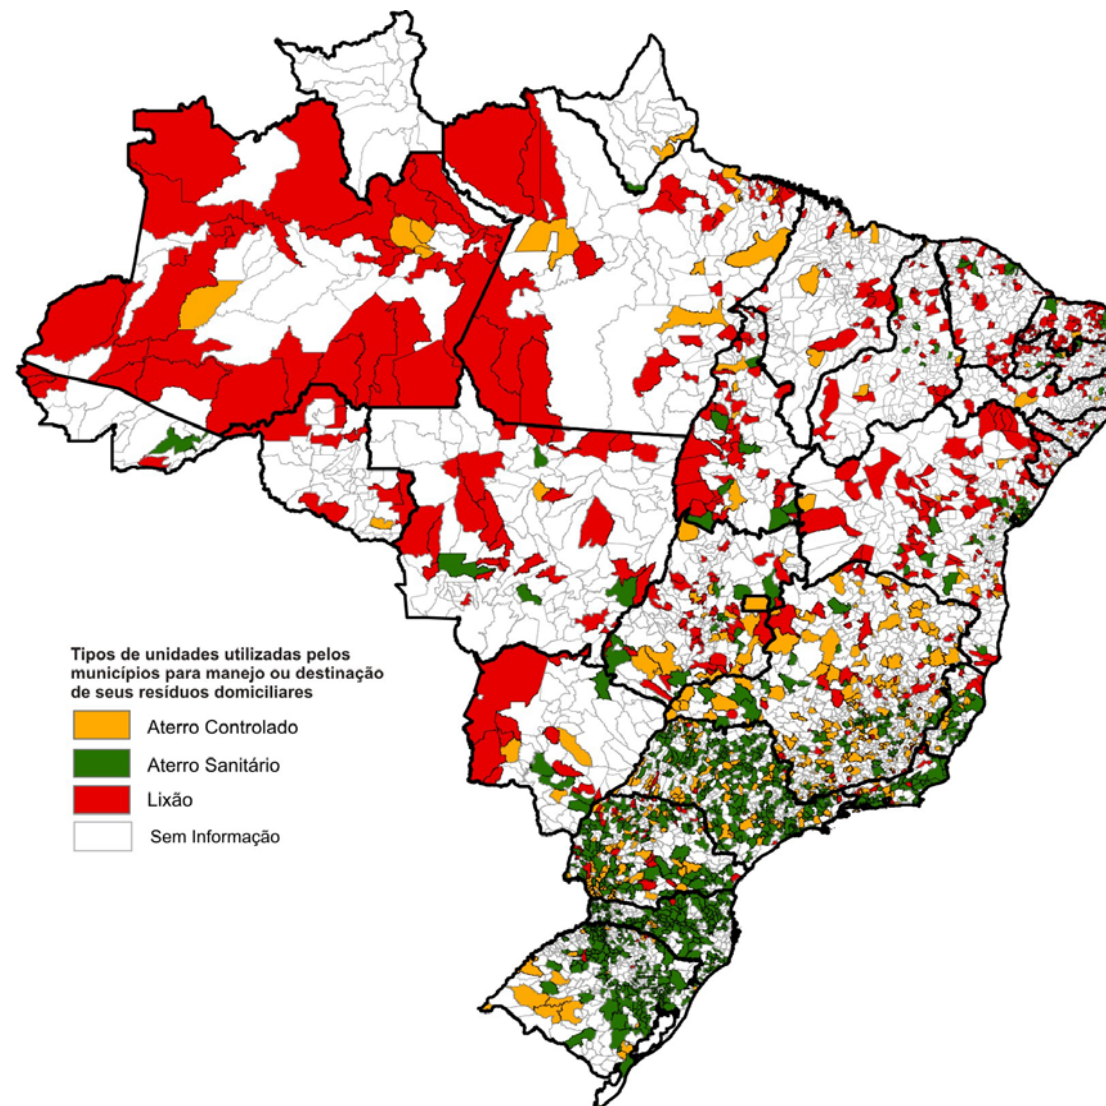 Tipos de unidades utilizadas pelos
municípios para manejo ou destinação
de seus resíduos domiciliares
Aterro Controlado
Aterro Sanitário
Lixão
Sem Informação